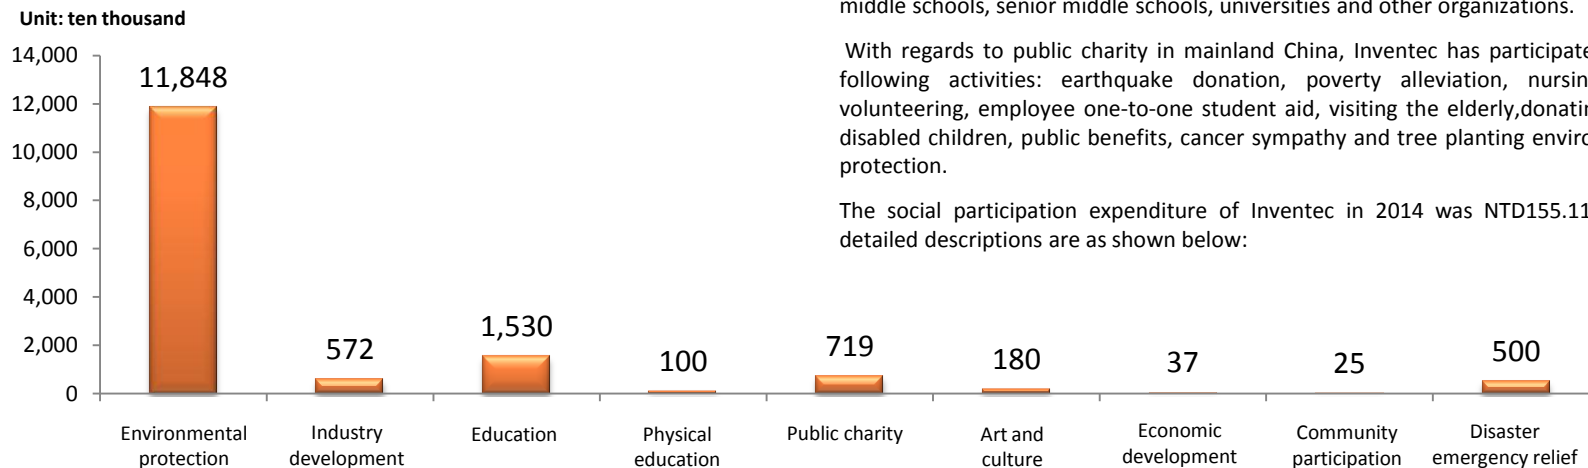 Unit: ten thousand
middle schools, senior middle schools, universities and other organizations.
With regards to public charity in mainland China, Inventec has participate
following activities: earthquake donation, poverty alleviation, nursin
volunteering, employee one-to-one student aid, visiting the elderly,donatin
disabled children, public benefits, cancer sympathy and tree planting enviro
protection.
The social participation expenditure of Inventec in 2014 was NTD155.11
detailed descriptions are as shown below:
14,000
12,000
10,000
8,000
6,000
4,000
2,000
0
11,848
572
1,530
100
719
180
37
25
500
Environmental
protection
Industry
development
Education
Physical
education
Public charity
Art and
culture
Economic
development
Community
participation
Disaster
emergency relief